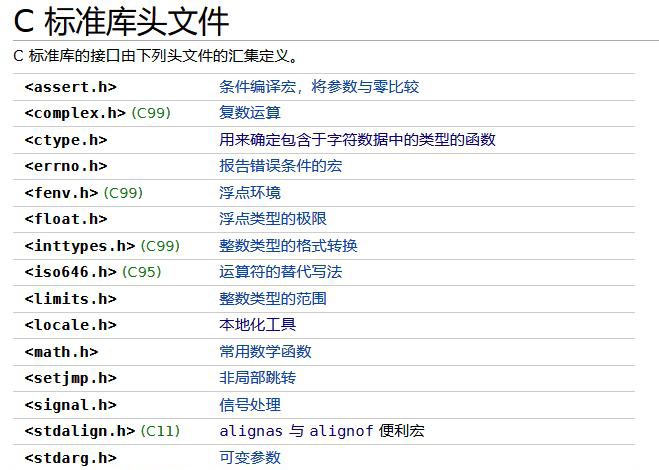 C 标准库头文件
C 标准库的接口由下列头文件的汇集定义。
<assert.h> 条件编译宏，将参数与零比较
<complex.h> (C99) 复数运算
<ctype.h> 用来确定包含于字符数据中的类型的函数
<errno.h> 报告错误条件的宏
<fenv.h> (C99) 浮点环境
<float.h> 浮点类型的极限
<inttypes.h> (C99) 整数类型的格式转换
<iso646.h> (C95) 运算符的替代写法
<limits.h> 整数类型的范围
<locale.h> 本地化工具
<math.h> 常用数学函数
<setjmp.h> 非局部跳转
<signal.h> 信号处理
<stdalign.h> (C11) alignas 与 alignof 便利宏
<stdarg.h> 可变参数